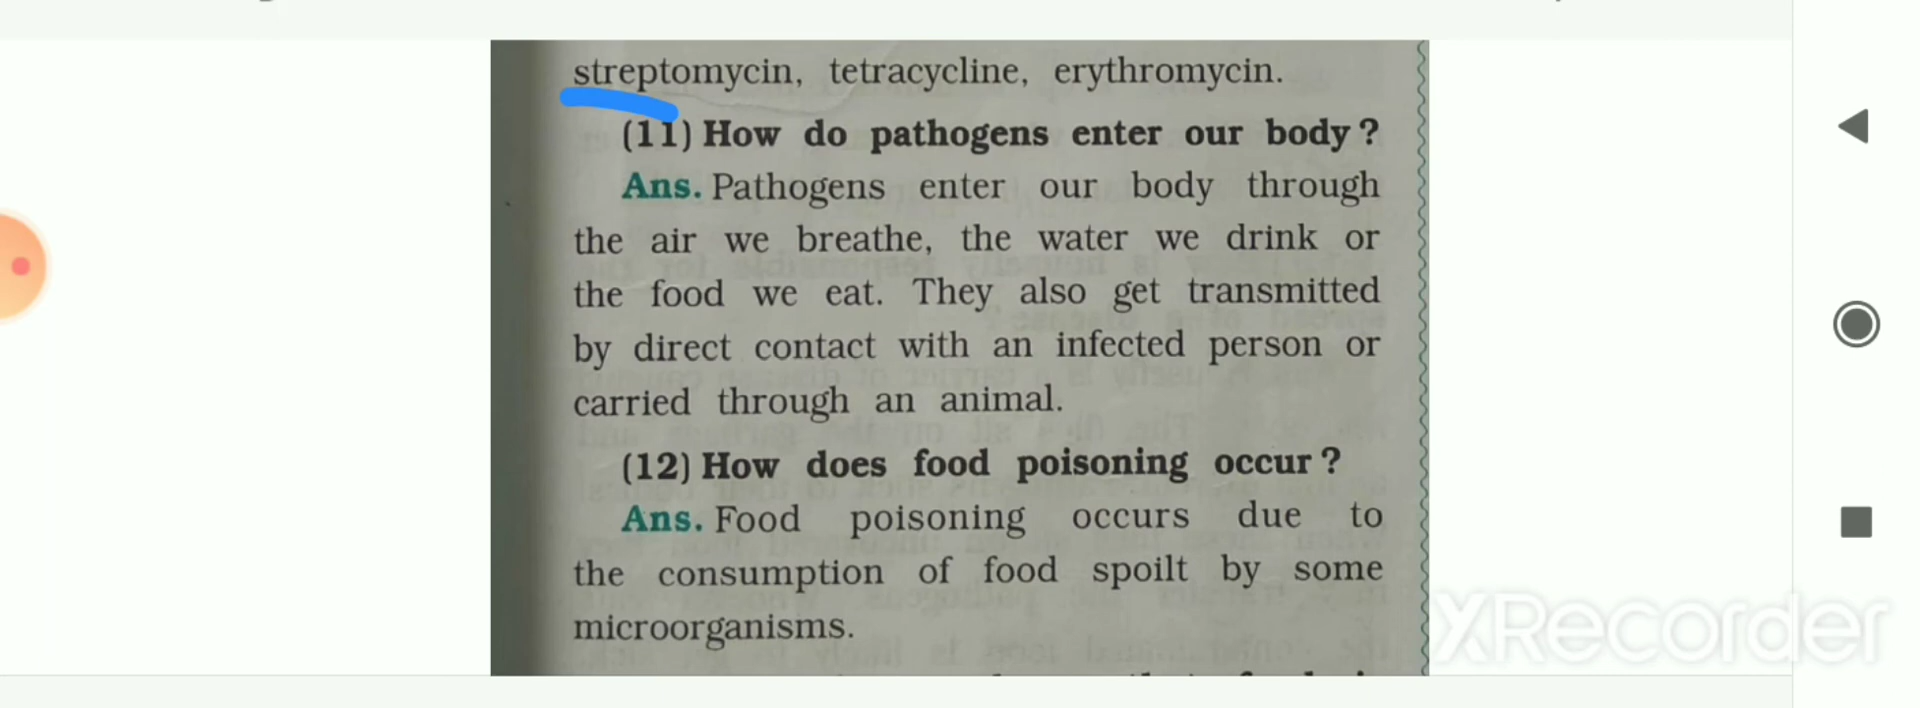 streptomycin, tetracycline, erythromycin.
(11) How do pathogens enter our body ?
Ans. Pathogens enter our body through
the air we breathe, the water we drink or
the food we eat. They also get transmitted
by direct contact with an infected person or
carried through an animal.
(12) How does food poisoning occur ?
Ans. Food poisoning occurs due to
the consumption of food spoilt by some
microorganisms.
XRecorder